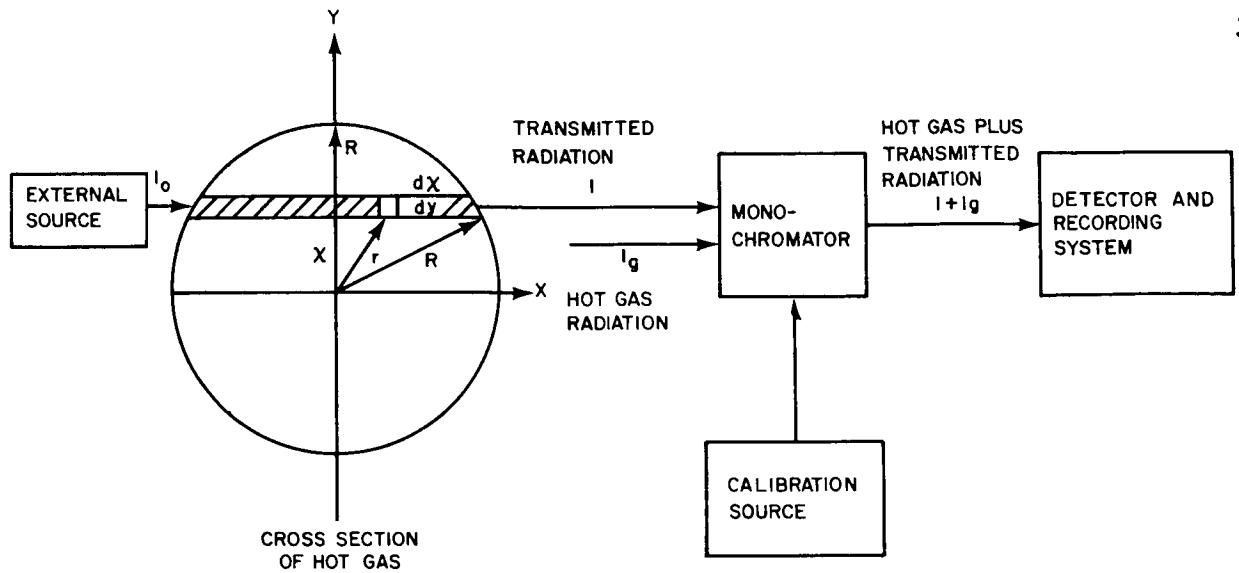 Y
R
EXTERNAL
SOURCE
I₀
dχ
dy
χ
r
R
X
CROSS SECTION
OF HOT GAS
TRANSMITTED
RADIATION
I
Ig
HOT GAS
RADIATION
MONO-
CHROMATOR
HOT GAS PLUS
TRANSMITTED
RADIATION
I+Ig
DETECTOR AND
RECORDING
SYSTEM
CALIBRATION
SOURCE